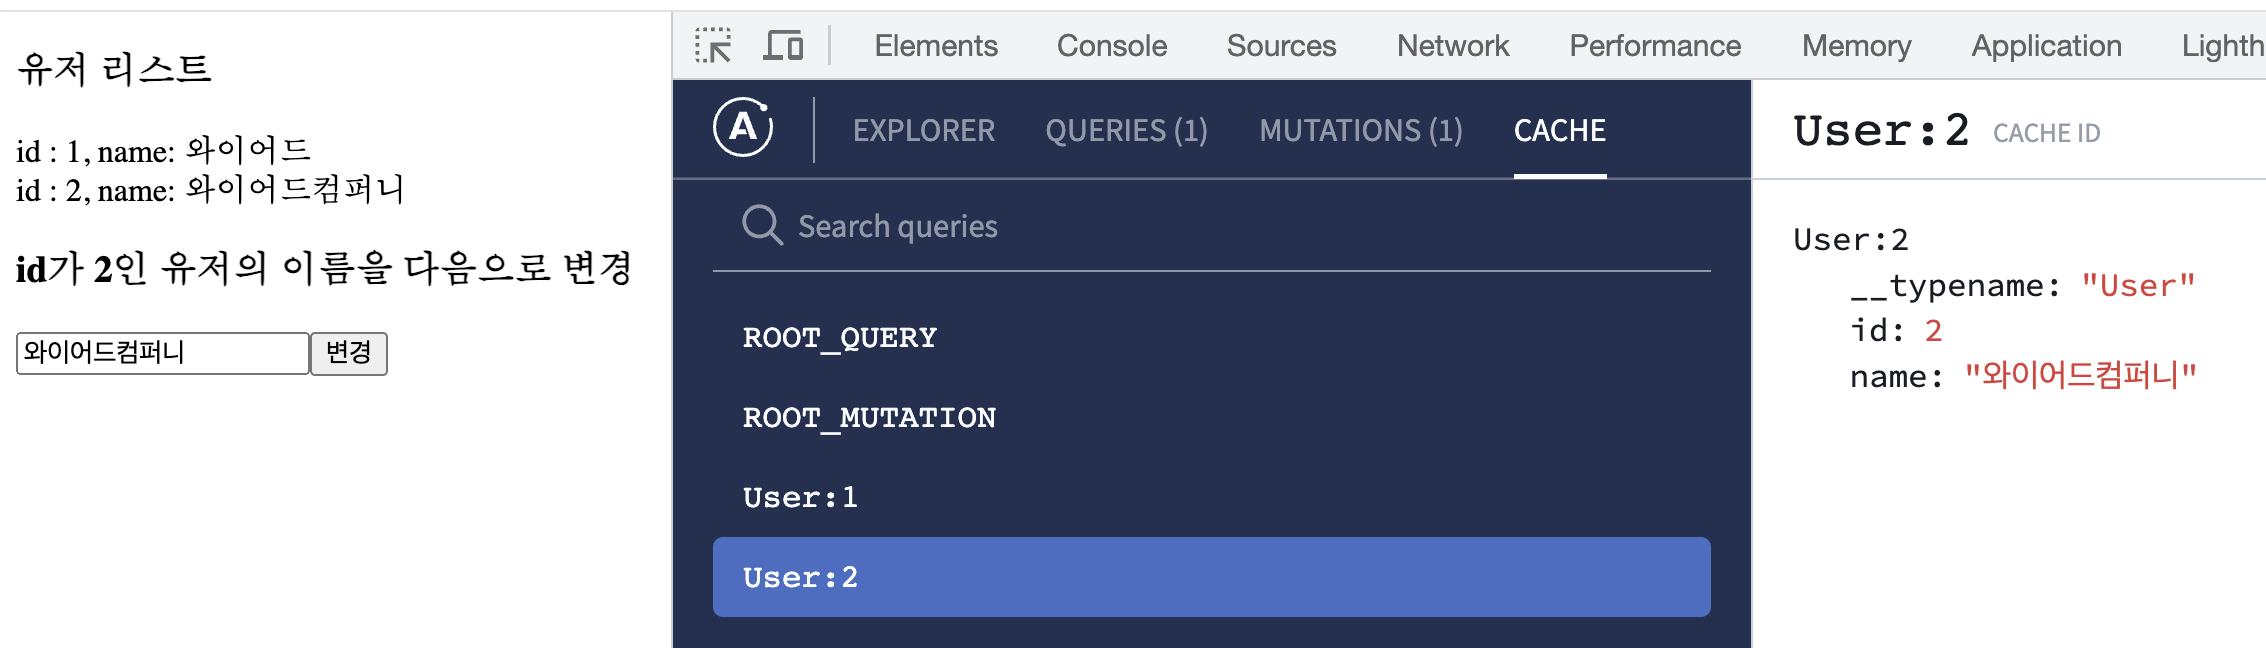 유저 리스트
id : 1, name: 와이어드
id : 2, name: 와이어드컴퍼니
id가 2인 유저의 이름을 다음으로 변경
와이어드컴퍼니 변경
Elements Console Sources Network Performance Memory Application Lighth
EXPLORER QUERIES (1) MUTATIONS (1) CACHE
Search queries
ROOT_QUERY
ROOT_MUTATION
User:1
User:2
User:2 CACHE ID
User:2
__typename: "User"
id: 2
name: "와이어드컴퍼니"